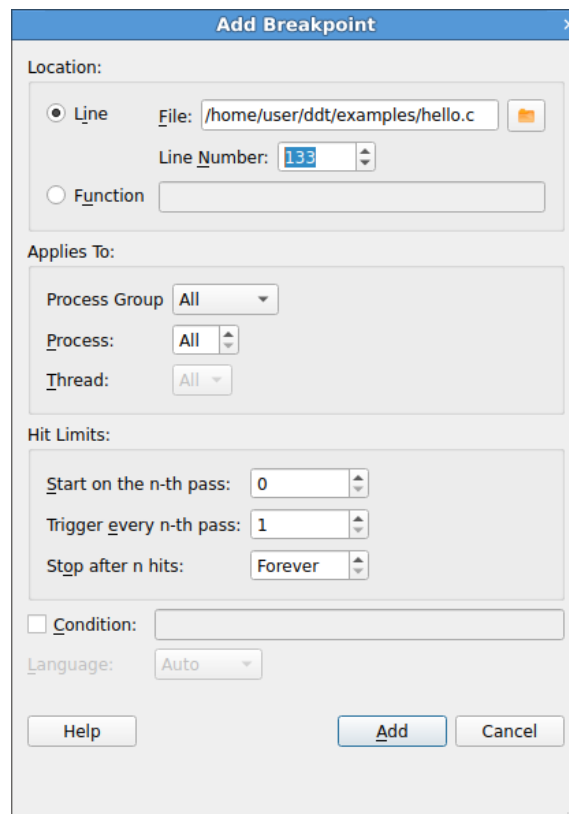 Add Breakpoint
Location:
Line File: /home/user/ddt/examples/hello.c
Line Number: 133
Function
Applies To:
Process Group All
Process: All
Thread: All
Hit Limits:
Start on the n-th pass: 0
Trigger every n-th pass: 1
Stop after n hits: Forever
Condition:
Language: Auto
Help Add Cancel